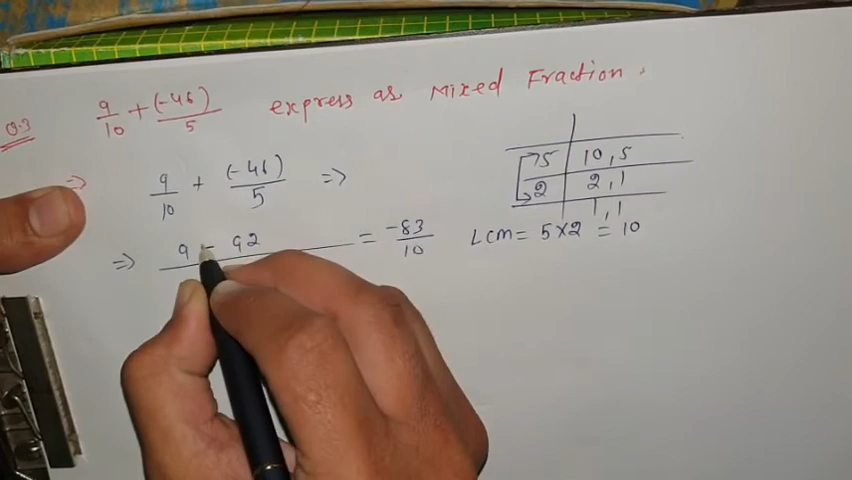 Q.3 9/10 + (-46)/5 express as Mixed Fraction.
⇒ 9/10 + (-46)/5 ⇒
⇒ 9 - 92 = -83/10
5 | 10, 5
2 | 2, 1
1, 1
LCM = 5×2 = 10